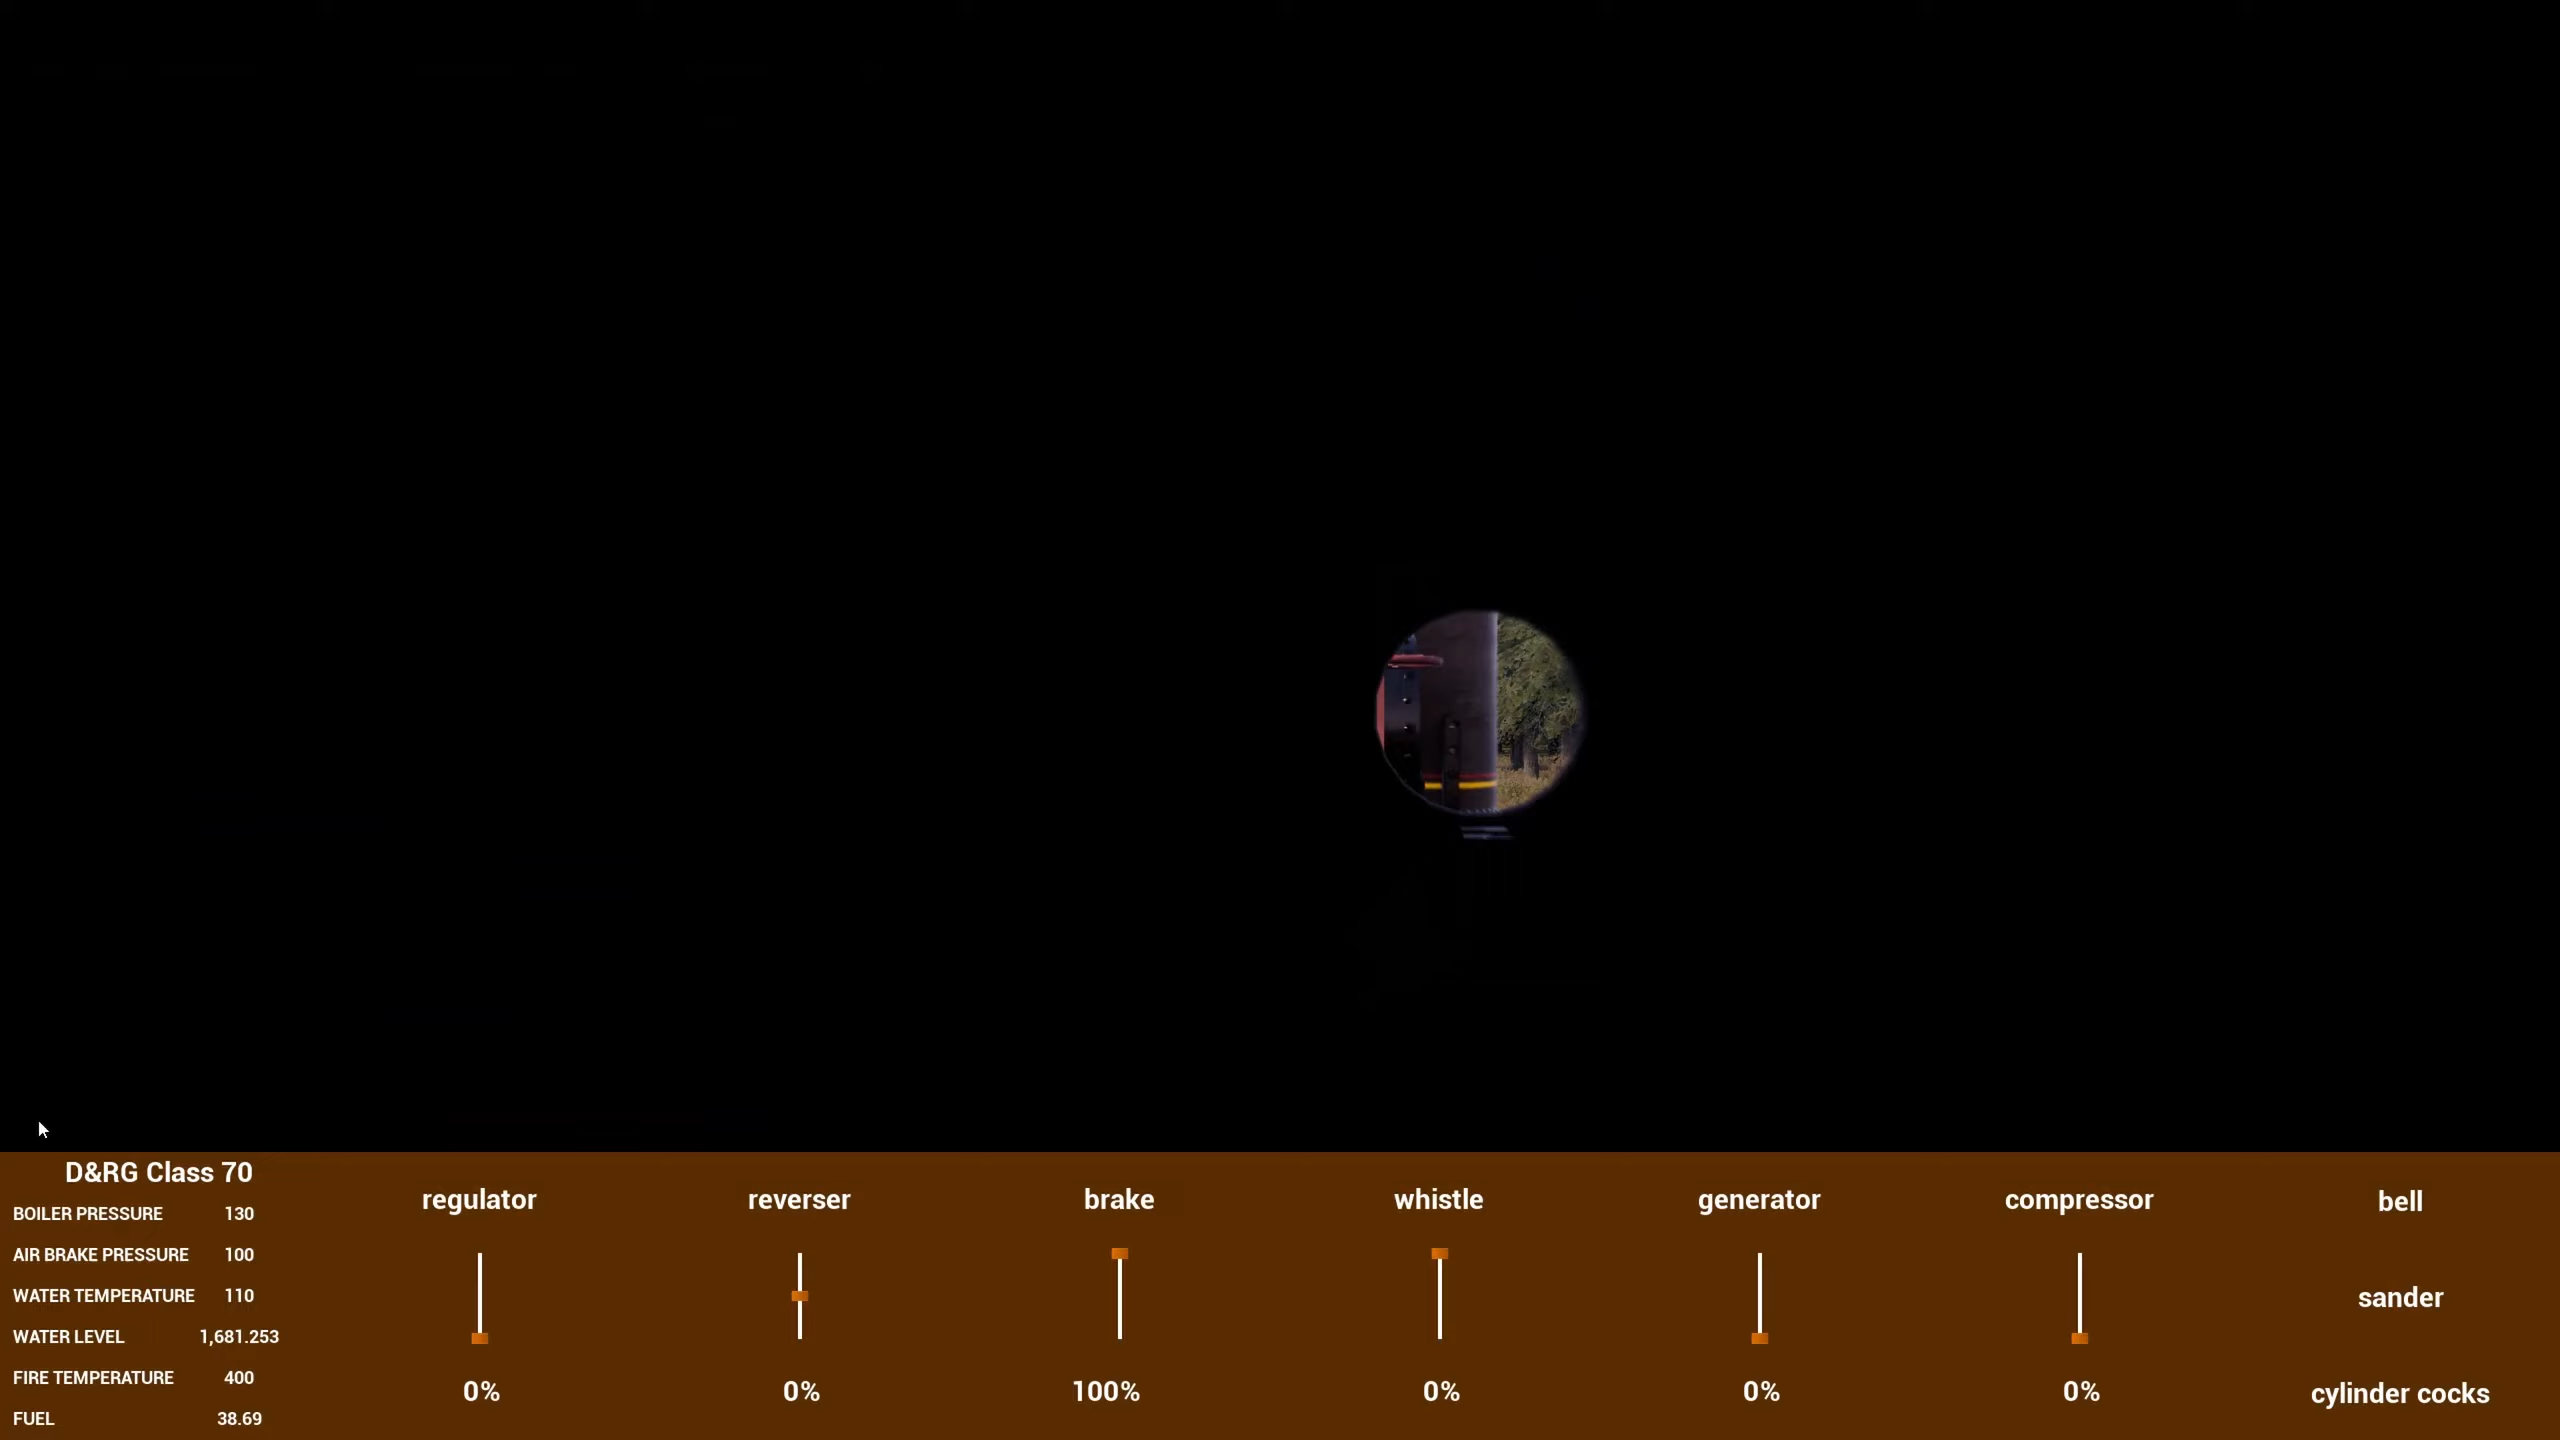 D&RG Class 70
BOILER PRESSURE 130
AIR BRAKE PRESSURE 100
WATER TEMPERATURE 110
WATER LEVEL 1,681.253
FIRE TEMPERATURE 400
FUEL 38.69
regulator
0%
reverser
0%
brake
100%
whistle
0%
generator
0%
compressor
0%
bell
sander
cylinder cocks